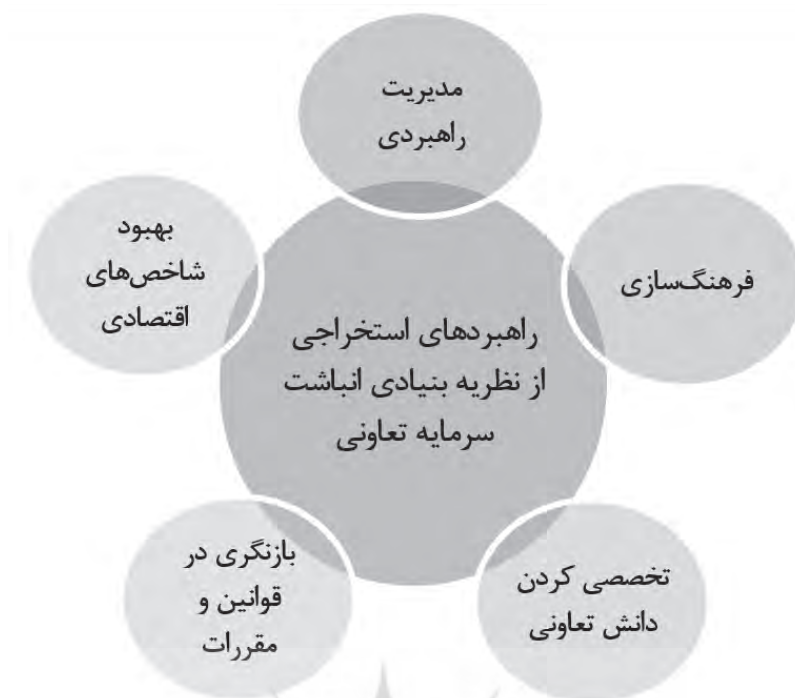 مدیریت
راهبردی
فرهنگ‌سازی
تخصصی کردن
دانش تعاونی
بازنگری در
قوانین و
مقررات
بهبود
شاخص‌های
اقتصادی
راهبردهای استخراجی
از نظریه بنیادی انباشت
سرمایه تعاونی